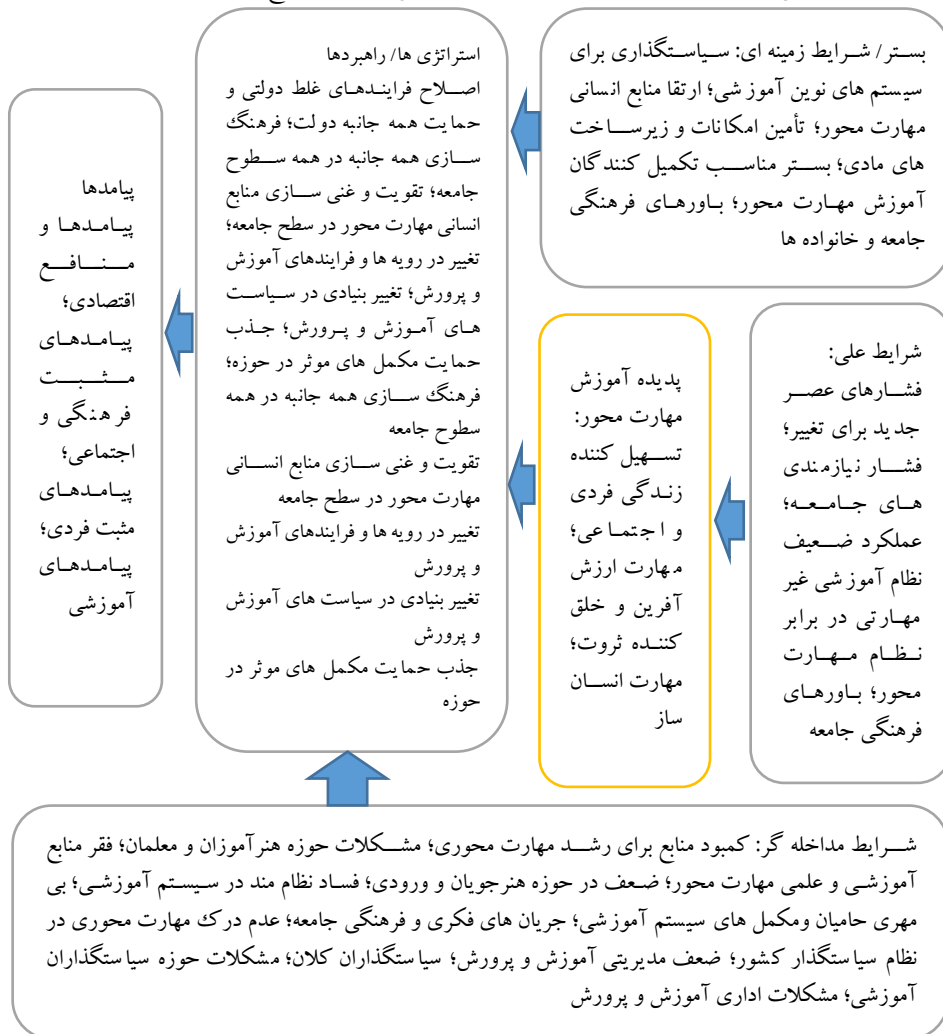 بستر/ شرایط زمینه ای: سیاستگذاری برای
سیستم های نوین آموزشی؛ ارتقا منابع انسانی
مهارت محور؛ تأمین امکانات و زیرساخت
های مادی؛ بستر مناسب تکمیل کنندگان
آموزش مهارت محور؛ باورهای فرهنگی
جامعه و خانواده ها
شرایط علی:
فشارهای عصر
جدید برای تغییر؛
فشار نیازمندی
های جامعه؛
عملکرد ضعیف
نظام آموزشی غیر
مهارتی در برابر
نظام مهارت
محور؛ باورهای
فرهنگی جامعه
پدیده آموزش
مهارت محور:
تسهیل کننده
زندگی فردی
و اجتماعی؛
مهارت ارزش
آفرین و خلق
کننده ثروت؛
مهارت انسان
ساز
استراتژی ها/ راهبردها
اصلاح فرایندهای غلط دولتی و
حمایت همه جانبه دولت؛ فرهنگ
سازی همه جانبه در همه سطوح
جامعه؛ تقویت و غنی سازی منابع
انسانی مهارت محور در سطح جامعه؛
تغییر در رویه ها و فرایندهای آموزش
و پرورش؛ تغییر بنیادی در سیاست
های آموزش و پرورش؛ جذب
حمایت مکمل های موثر در حوزه؛
فرهنگ سازی همه جانبه در همه
سطوح جامعه
تقویت و غنی سازی منابع انسانی
مهارت محور در سطح جامعه
تغییر در رویه ها و فرایندهای آموزش
و پرورش
تغییر بنیادی در سیاست های آموزش
و پرورش
جذب حمایت مکمل های موثر در
حوزه
پیامدها
پیامدها و
منافع
اقتصادی؛
پیامدهای
مثبت
فرهنگی و
اجتماعی؛
پیامدهای
مثبت فردی؛
پیامدهای
آموزشی
شرایط مداخله گر: کمبود منابع برای رشد مهارت محوری؛ مشکلات حوزه هنرآموزان و معلمان؛ فقر منابع
آموزشی و علمی مهارت محور؛ ضعف در حوزه هنرجویان و ورودی؛ فساد نظام مند در سیستم آموزشی؛ بی
مهری حامیان ومکمل های سیستم آموزشی؛ جریان های فکری و فرهنگی جامعه؛ عدم درک مهارت محوری در
نظام سیاستگذار کشور؛ ضعف مدیریتی آموزش و پرورش؛ سیاستگذاران کلان؛ مشکلات حوزه سیاستگذاران
آموزشی؛ مشکلات اداری آموزش و پرورش